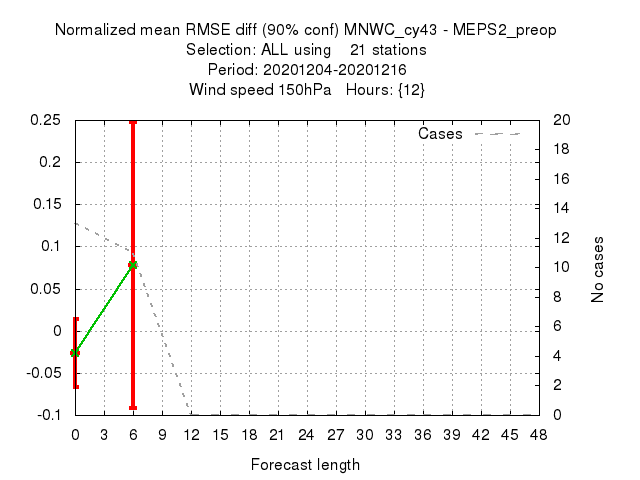 Normalized mean RMSE diff (90% conf) MNWC_cy43 - MEPS2_preop
Selection: ALL using 21 stations
Period: 20201204-20201216
Wind speed 150hPa Hours: {12}
Cases
0.25
0.2
0.15
0.1
0.05
0
-0.05
-0.1
20
18
16
14
12
10
8
6
4
2
0
No cases
0 3 6 9 12 15 18 21 24 27 30 33 36 39 42 45 48
Forecast length